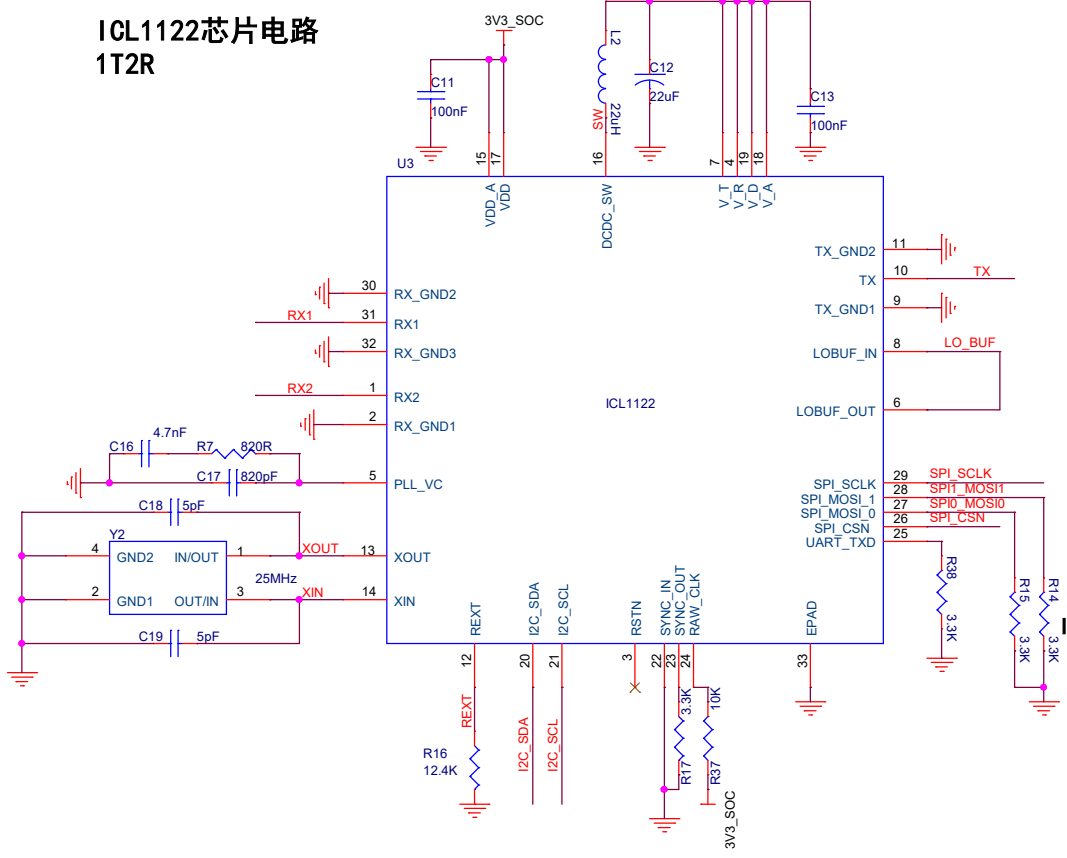 ICL1122芯片电路
1T2R
3V3_SOC
C11
100nF
L2
22uH
SW
C12
22uF
C13
100nF
U3
15
17
16
7
4
19
18
VDD_A
VDD
DCDC_SW
V_T
V_R
V_D
V_A
TX_GND2
11
TX
10
TX
TX_GND1
9
LOBUF_IN
8
LO_BUF
LOBUF_OUT
6
ICL1122
30
RX_GND2
RX1
31
RX1
32
RX_GND3
RX2
1
RX2
2
RX_GND1
C16
4.7nF
R7
820R
C17
820pF
5
PLL_VC
C18
5pF
Y2
4
GND2
IN/OUT
1
XOUT
13
XOUT
25MHz
2
GND1
OUT/IN
3
XIN
14
XIN
C19
5pF
SPI_SCLK
29
SPI_SCLK
SPI_MOSI_1
28
SPI1_MOSI1
SPI_MOSI_0
27
SPI0_MOSI0
SPI_CSN
26
SPI_CSN
UART_TXD
25
R38
3.3K
R15
3.3K
R14
3.3K
I
REXT
I2C_SDA
I2C_SCL
RSTN
SYNC_IN
SYNC_OUT
RAW_CLK
EPAD
12
20
21
3
22
23
24
33
REXT
R16
12.4K
I2C_SDA
I2C_SCL
3.3K
R17
10K
R37
3V3_SOC